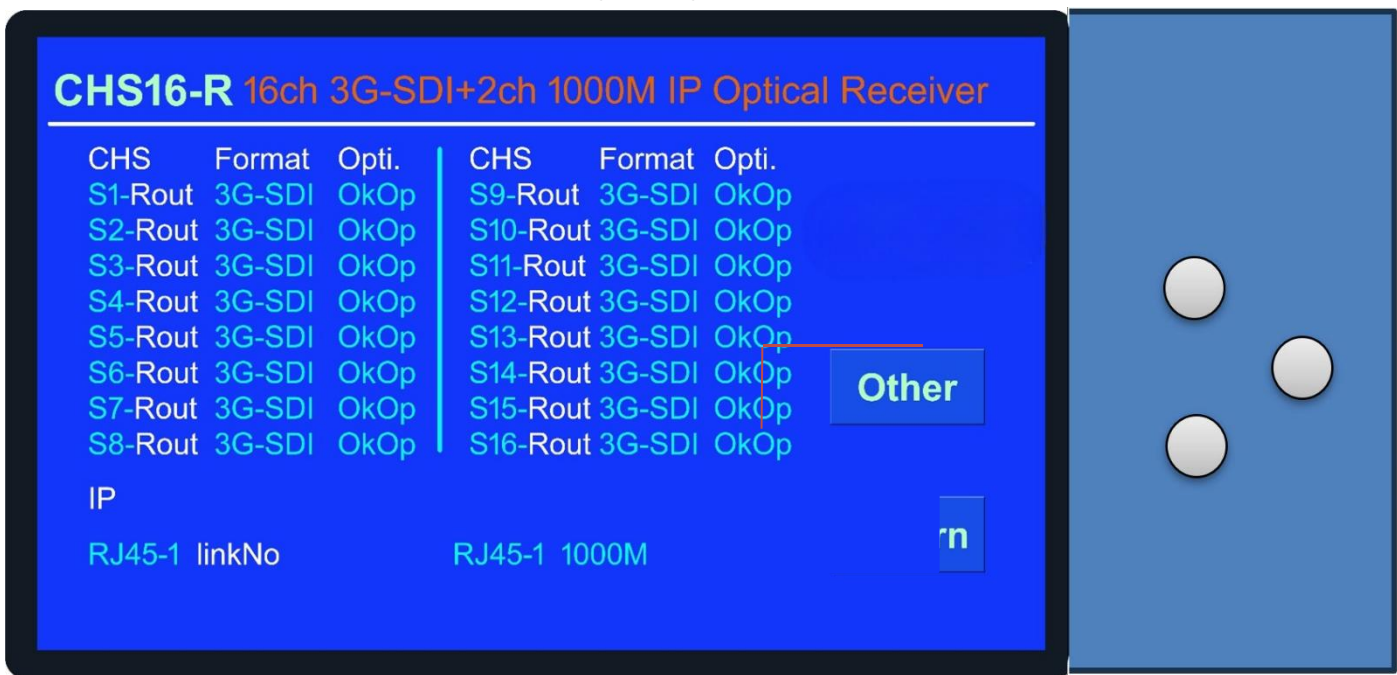 CHS16-R 16ch 3G-SDI+2ch 1000M IP Optical Receiver
CHS Format Opti. CHS Format Opti.
S1-Rout 3G-SDI OkOp S9-Rout 3G-SDI OkOp
S2-Rout 3G-SDI OkOp S10-Rout 3G-SDI OkOp
S3-Rout 3G-SDI OkOp S11-Rout 3G-SDI OkOp
S4-Rout 3G-SDI OkOp S12-Rout 3G-SDI OkOp
S5-Rout 3G-SDI OkOp S13-Rout 3G-SDI OkOp
S6-Rout 3G-SDI OkOp S14-Rout 3G-SDI OkOp
S7-Rout 3G-SDI OkOp S15-Rout 3G-SDI OkOp
S8-Rout 3G-SDI OkOp S16-Rout 3G-SDI OkOp
Other
IP
RJ45-1 linkNo RJ45-1 1000M